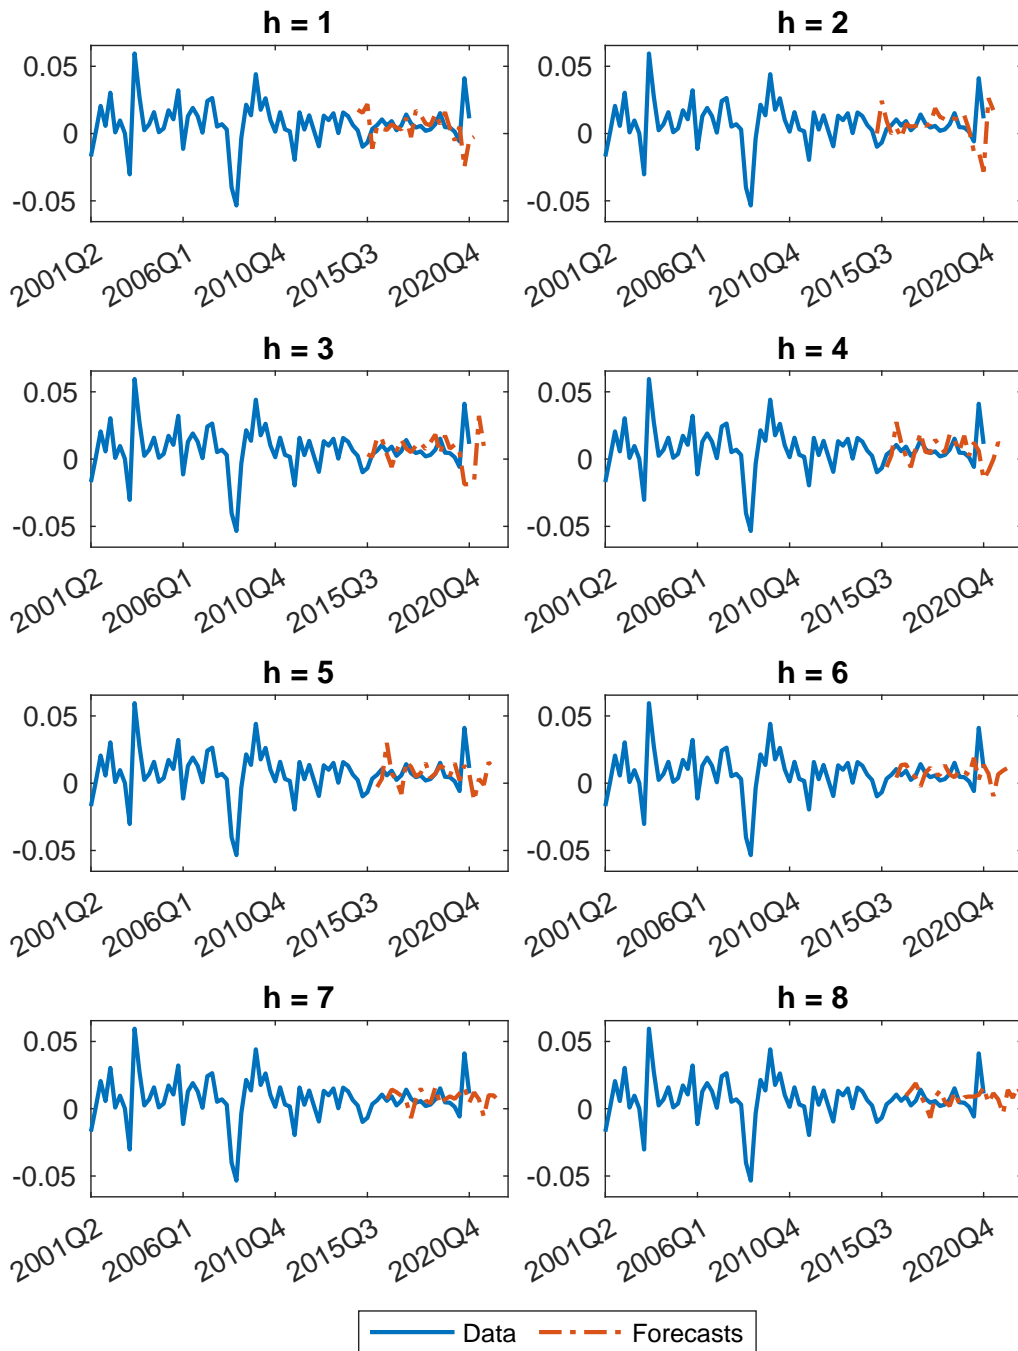 h = 1
0.05
0
-0.05
2001Q2
2006Q1
2010Q4
2015Q3
2020Q4
h = 2
0.05
0
-0.05
2001Q2
2006Q1
2010Q4
2015Q3
2020Q4
h = 3
0.05
0
-0.05
2001Q2
2006Q1
2010Q4
2015Q3
2020Q4
h = 4
0.05
0
-0.05
2001Q2
2006Q1
2010Q4
2015Q3
2020Q4
h = 5
0.05
0
-0.05
2001Q2
2006Q1
2010Q4
2015Q3
2020Q4
h = 6
0.05
0
-0.05
2001Q2
2006Q1
2010Q4
2015Q3
2020Q4
h = 7
0.05
0
-0.05
2001Q2
2006Q1
2010Q4
2015Q3
2020Q4
h = 8
0.05
0
-0.05
2001Q2
2006Q1
2010Q4
2015Q3
2020Q4
Data
Forecasts